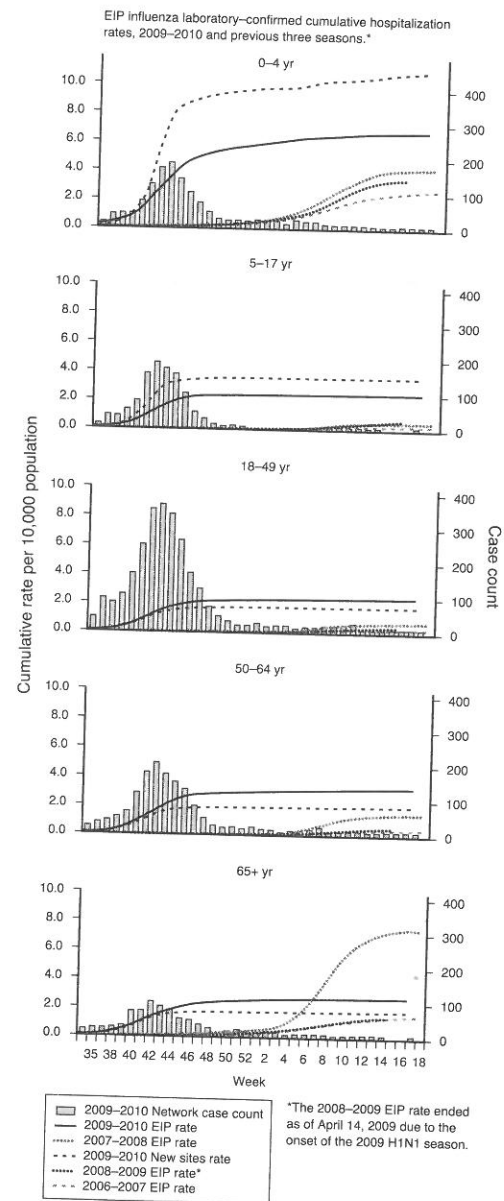 EIP influenza laboratory–confirmed cumulative hospitalization
rates, 2009–2010 and previous three seasons.*
0–4 yr
10.0
8.0
6.0
4.0
2.0
0.0
400
300
200
100
0
5–17 yr
10.0
8.0
6.0
4.0
2.0
0.0
400
300
200
100
0
18–49 yr
10.0
8.0
6.0
4.0
2.0
0.0
400
300
200
100
0
Cumulative rate per 10,000 population
Case count
50–64 yr
10.0
8.0
6.0
4.0
2.0
0.0
400
300
200
100
0
65+ yr
10.0
8.0
6.0
4.0
2.0
0.0
400
300
200
100
0
35 38 40 42 44 46 48 50 52 2 4 6 8 10 12 14 16 18
Week
2009–2010 Network case count
2009–2010 EIP rate
2007–2008 EIP rate
2009–2010 New sites rate
2008–2009 EIP rate*
2006–2007 EIP rate
*The 2008–2009 EIP rate ended
as of April 14, 2009 due to the
onset of the 2009 H1N1 season.